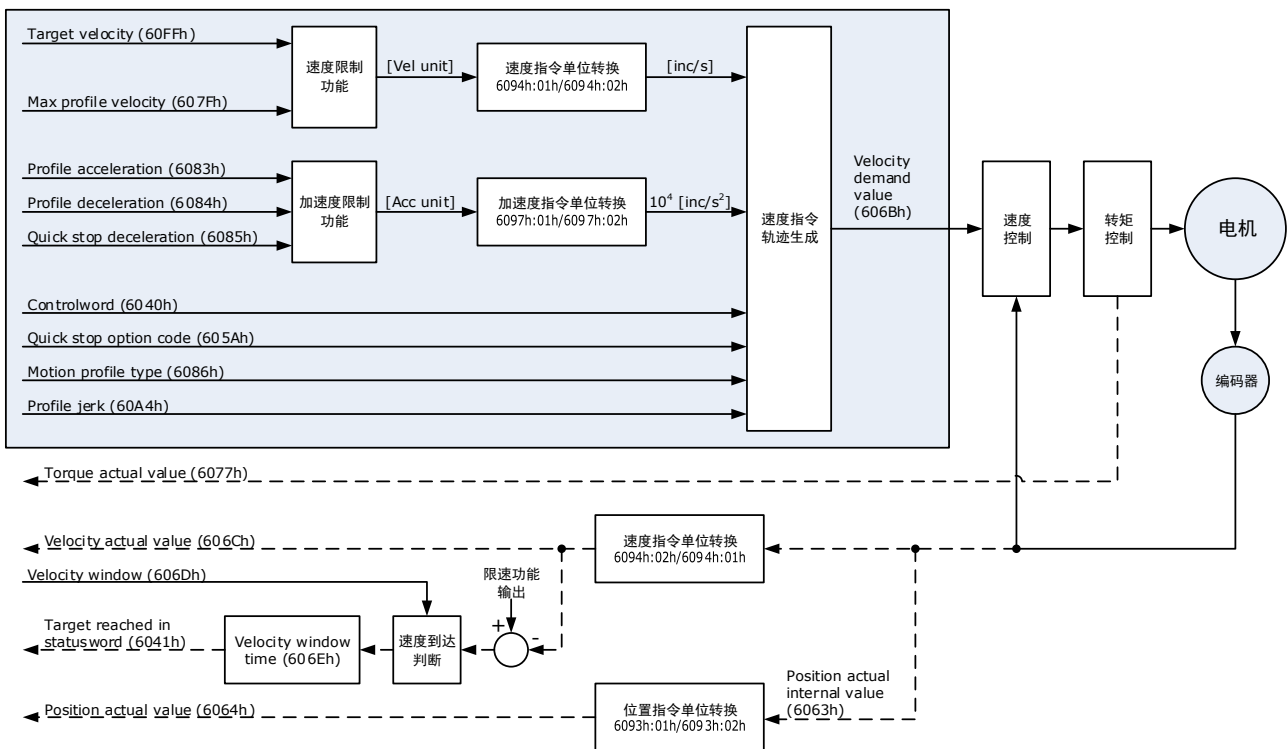 Target velocity (60FFh)
速度限制
功能
[Vel unit]
速度指令单位转换
6094h:01h/6094h:02h
[inc/s]
Max profile velocity (607Fh)
Profile acceleration (6083h)
Profile deceleration (6084h)
Quick stop deceleration (6085h)
加速度限制
功能
[Acc unit]
加速度指令单位转换
6097h:01h/6097h:02h
10⁴ [inc/s²]
Controlword (6040h)
Quick stop option code (605Ah)
Motion profile type (6086h)
Profile jerk (60A4h)
速度指令
轨迹生成
Velocity
demand
value
(606Bh)
速度
控制
转矩
控制
电机
编码器
Torque actual value (6077h)
Velocity actual value (606Ch)
速度指令单位转换
6094h:02h/6094h:01h
Velocity window (606Dh)
限速功能
输出
+
-
Target reached in
statusword (6041h)
Velocity window
time (606Eh)
速度到达
判断
Position actual value (6064h)
位置指令单位转换
6093h:01h/6093h:02h
Position actual
internal value
(6063h)